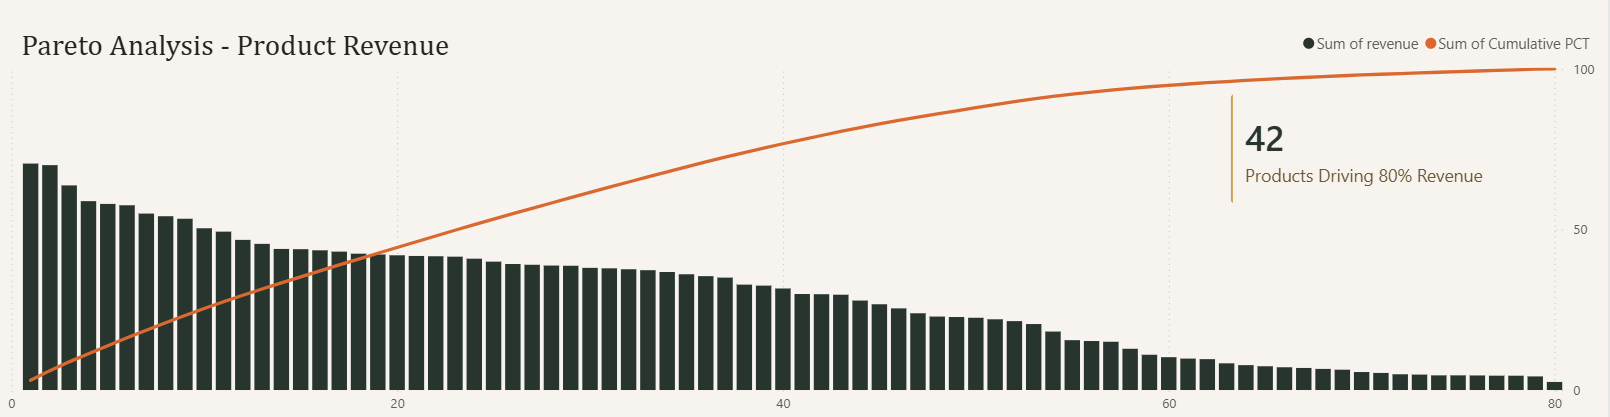 Pareto Analysis - Product Revenue
Sum of revenue Sum of Cumulative PCT
100
42
Products Driving 80% Revenue
50
0
0 20 40 60 80